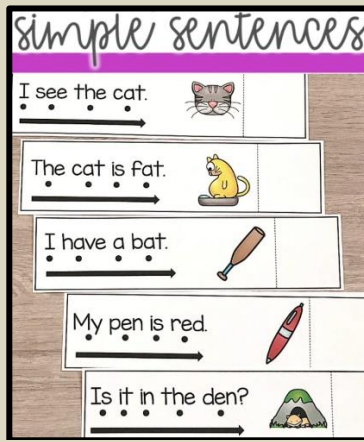 simple sentences
I see the cat.
The cat is fat.
I have a bat.
My pen is red.
Is it in the den?